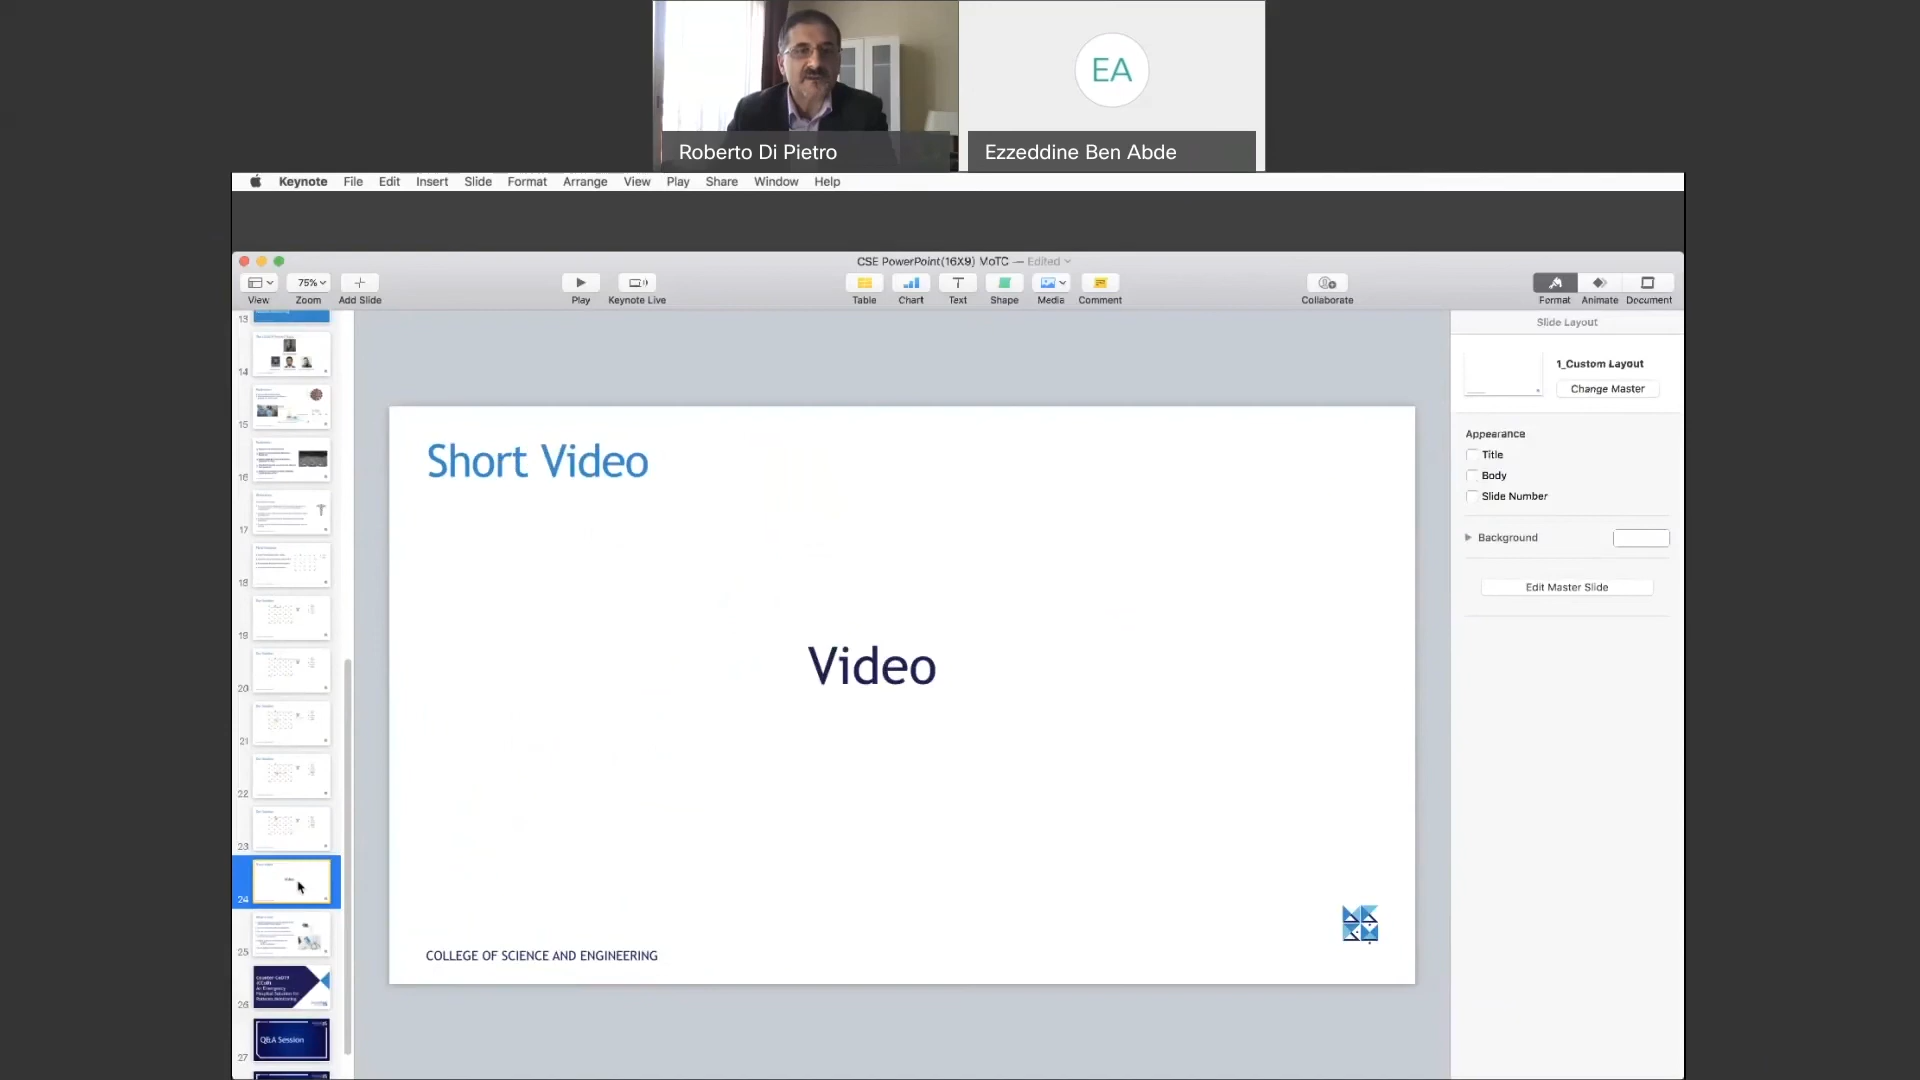 EA
Roberto Di Pietro
Ezzeddine Ben Abde
Keynote File Edit Insert Slide Format Arrange View Play Share Window Help
CSE PowerPoint(16X9) MoTC — Edited
75%
View Zoom Add Slide Play Keynote Live Table Chart Text Shape Media Comment Collaborate Format Animate Document
13
14
15
16
17
18
19
20
21
22
23
24
25
26
27
Q&A Session
Short Video
Video
COLLEGE OF SCIENCE AND ENGINEERING
Slide Layout
1_Custom Layout
Change Master
Appearance
Title
Body
Slide Number
Background
Edit Master Slide